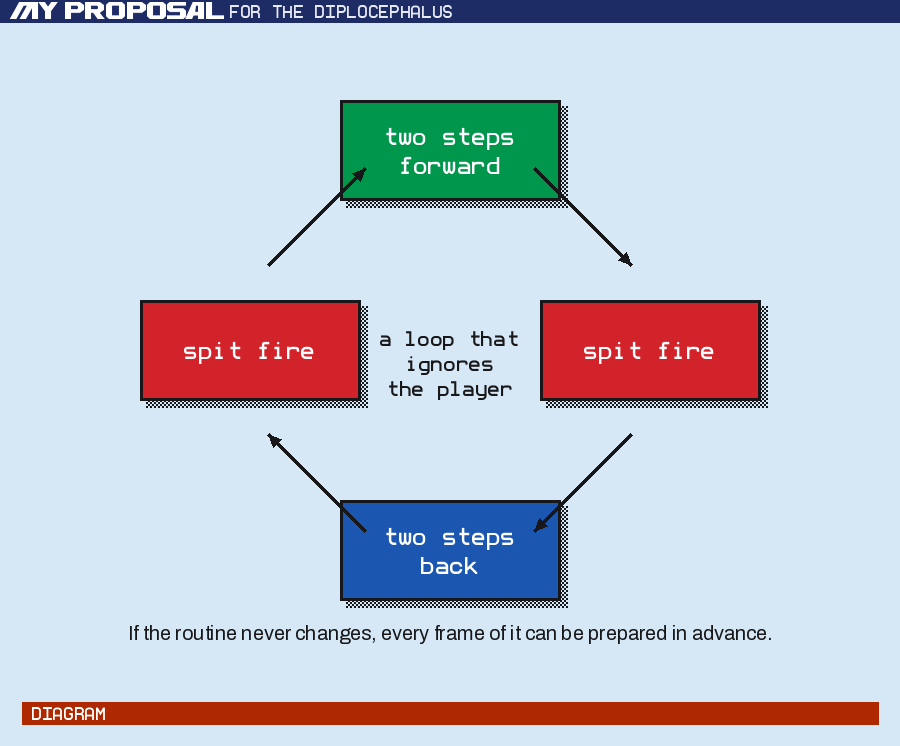 MY PROPOSAL FOR THE DIPLOCEPHALUS
two steps
forward
spit fire
a loop that
ignores
the player
spit fire
two steps
back
If the routine never changes, every frame of it can be prepared in advance.
DIAGRAM